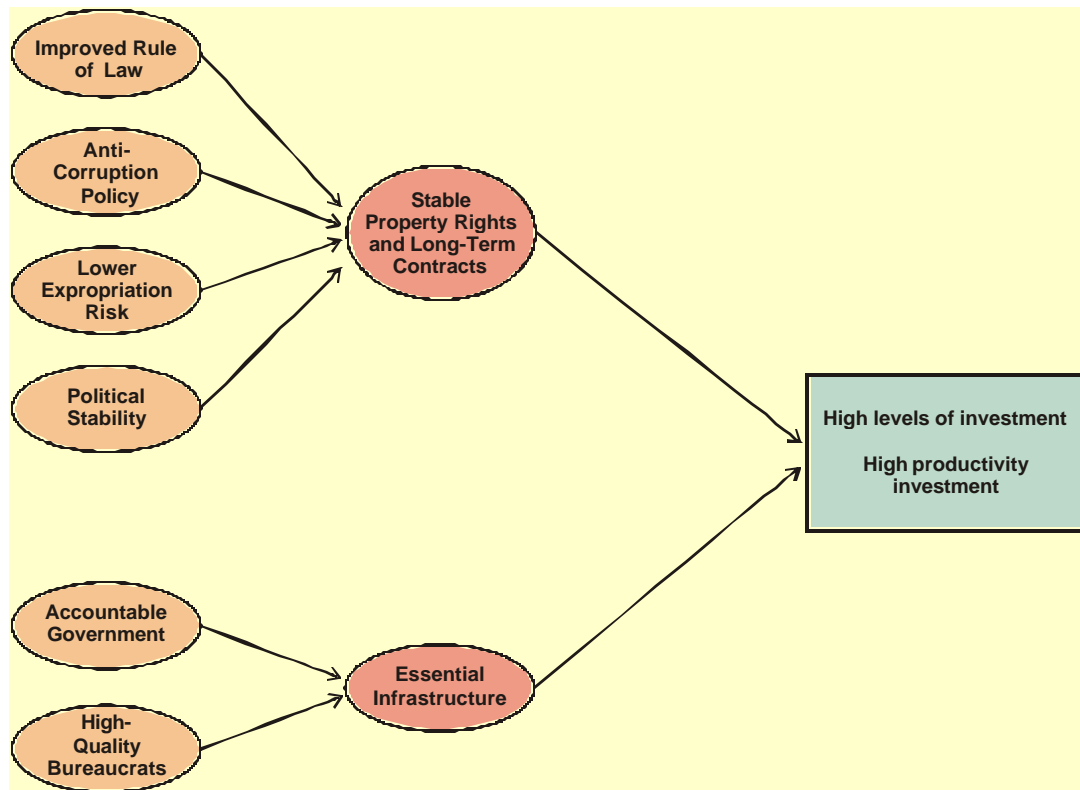 Improved Rule
of Law
Anti-
Corruption
Policy
Lower
Expropriation
Risk
Political
Stability
Stable
Property Rights
and Long-Term
Contracts
High levels of investment
High productivity
investment
Accountable
Government
High-
Quality
Bureaucrats
Essential
Infrastructure